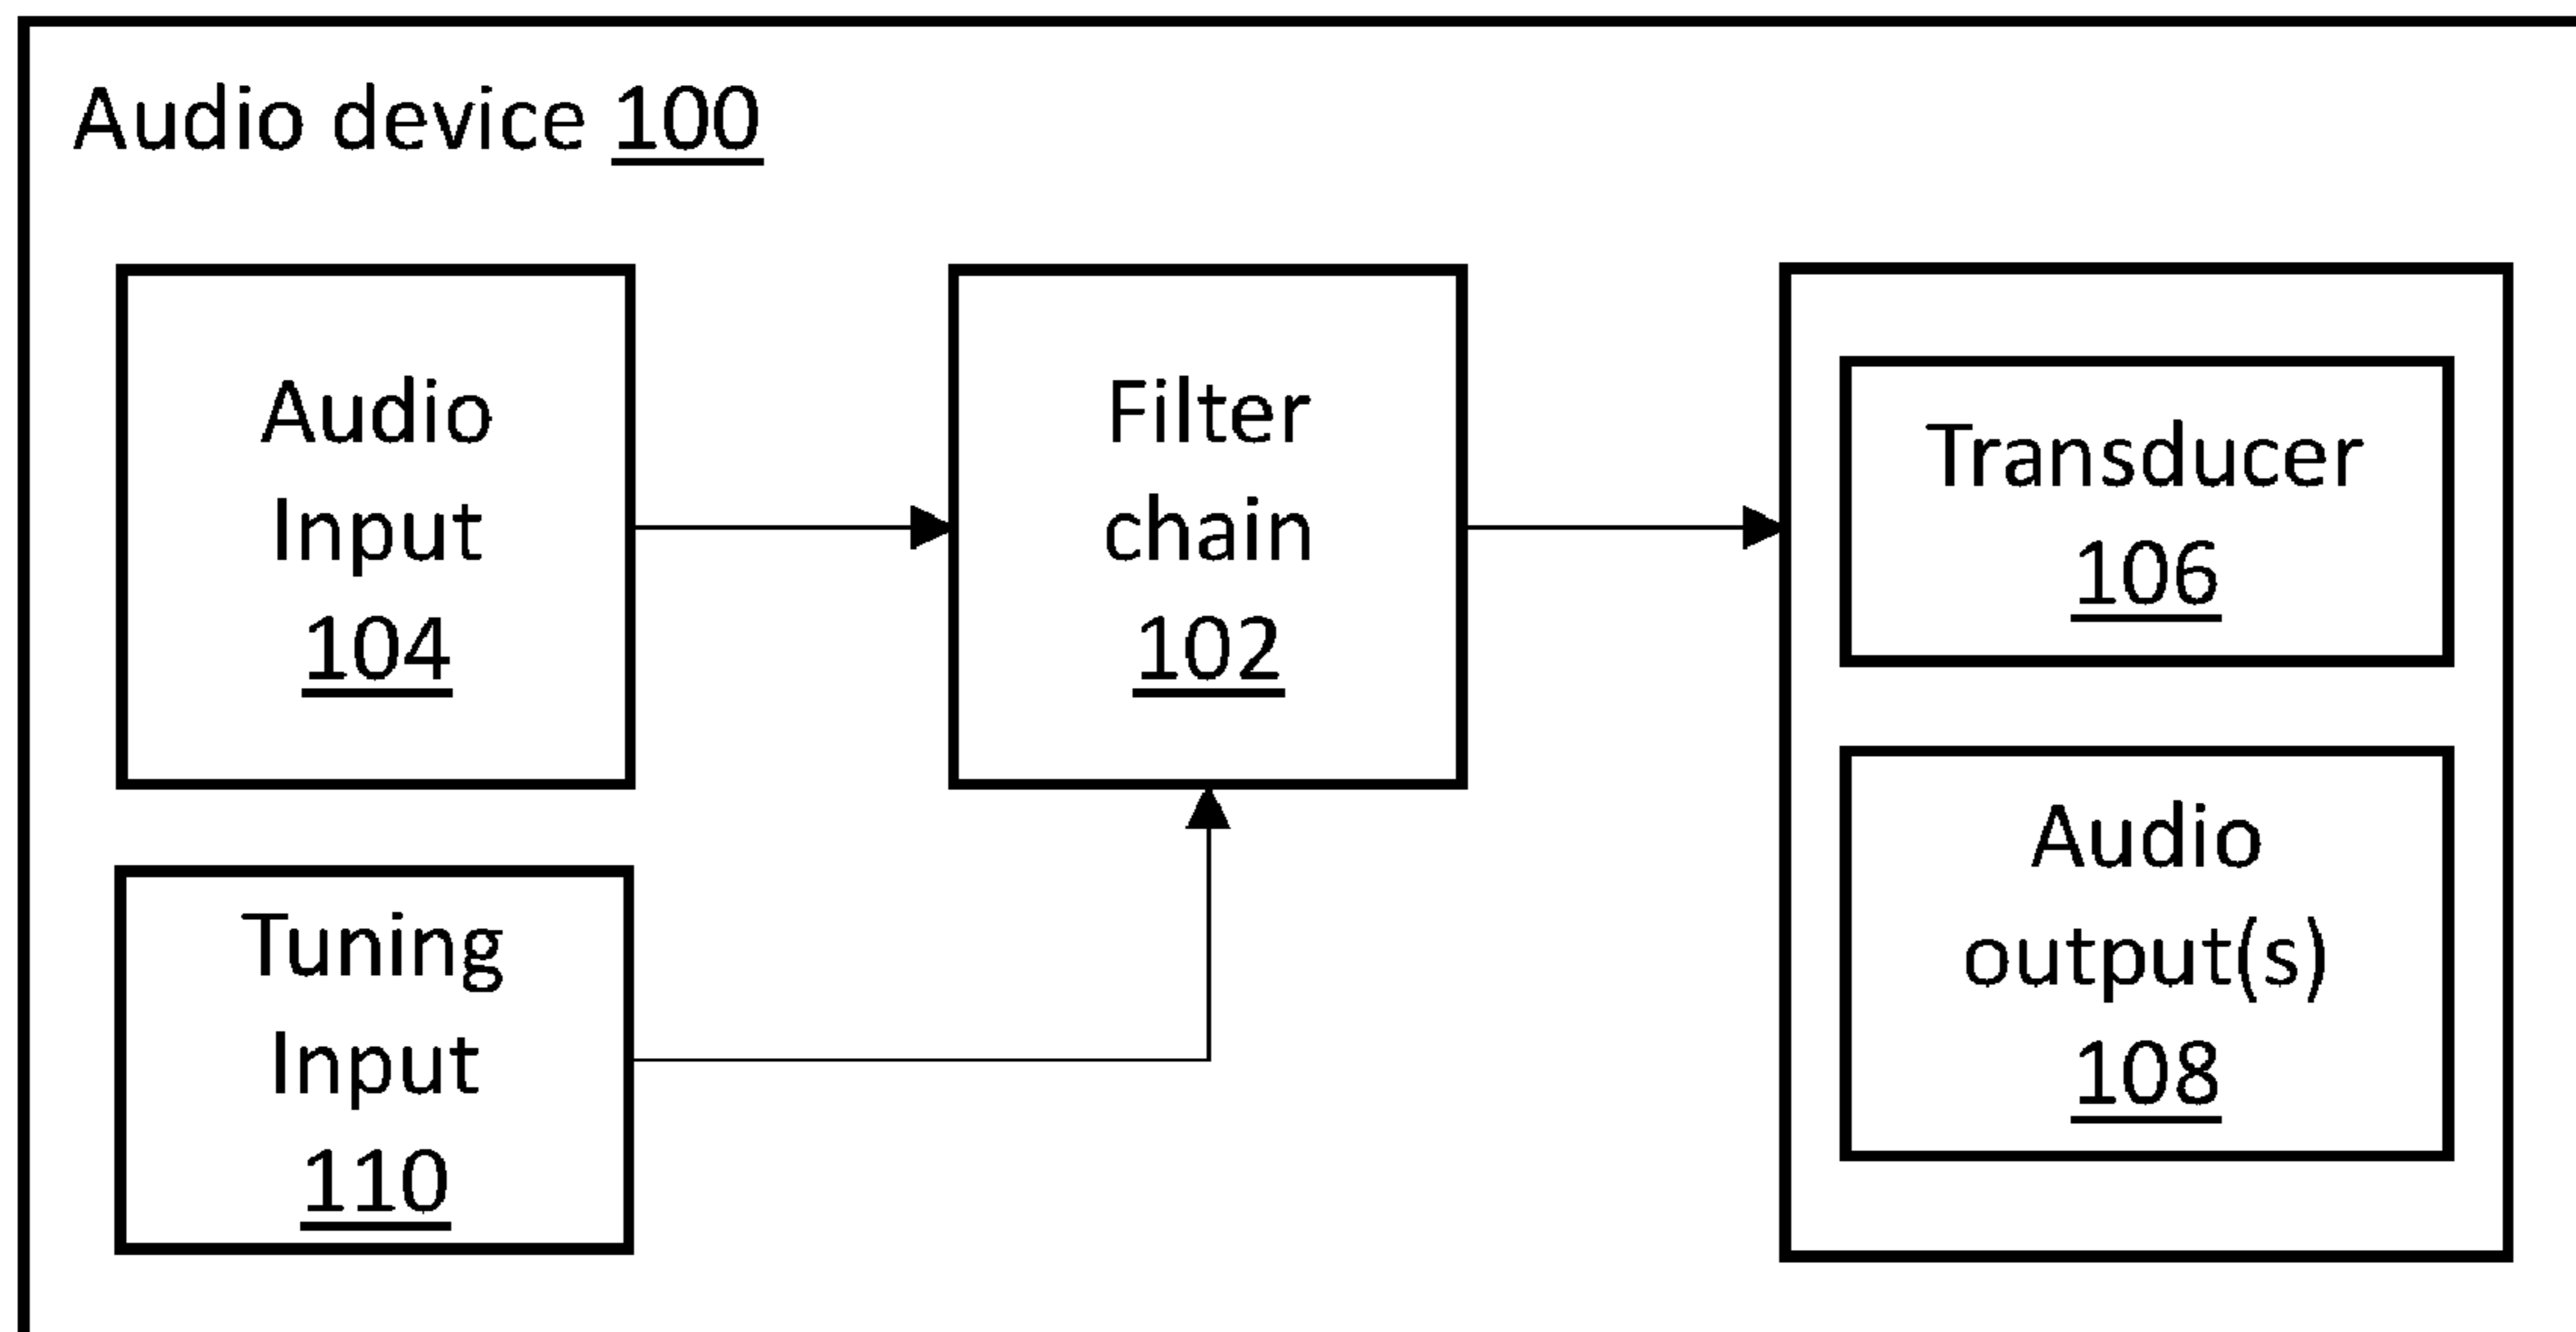 Audio device 100
Audio
Input
104
Filter
chain
102
Transducer
106
Audio
output(s)
108
Tuning
Input
110